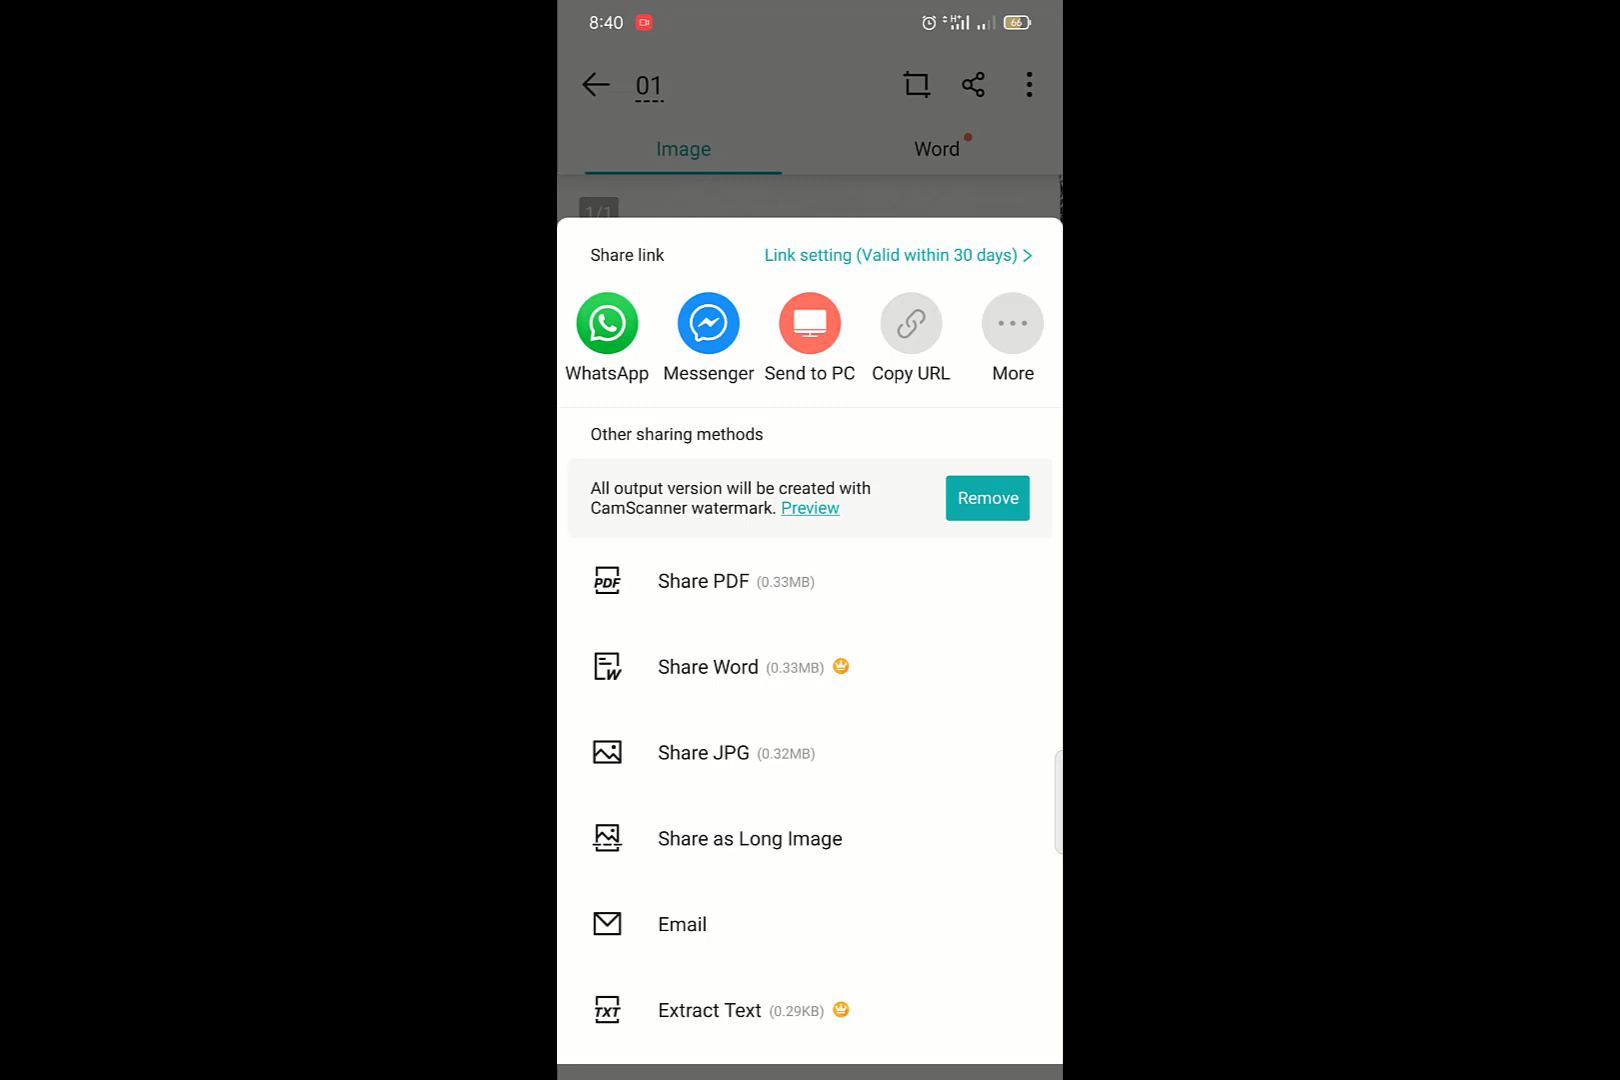 8:40
66
01
Image
Word
1/1
Share link
Link setting (Valid within 30 days) >
WhatsApp
Messenger
Send to PC
Copy URL
More
Other sharing methods
All output version will be created with
CamScanner watermark. Preview
Remove
PDF
Share PDF (0.33MB)
W
Share Word (0.33MB)
Share JPG (0.32MB)
Share as Long Image
Email
TXT
Extract Text (0.29KB)